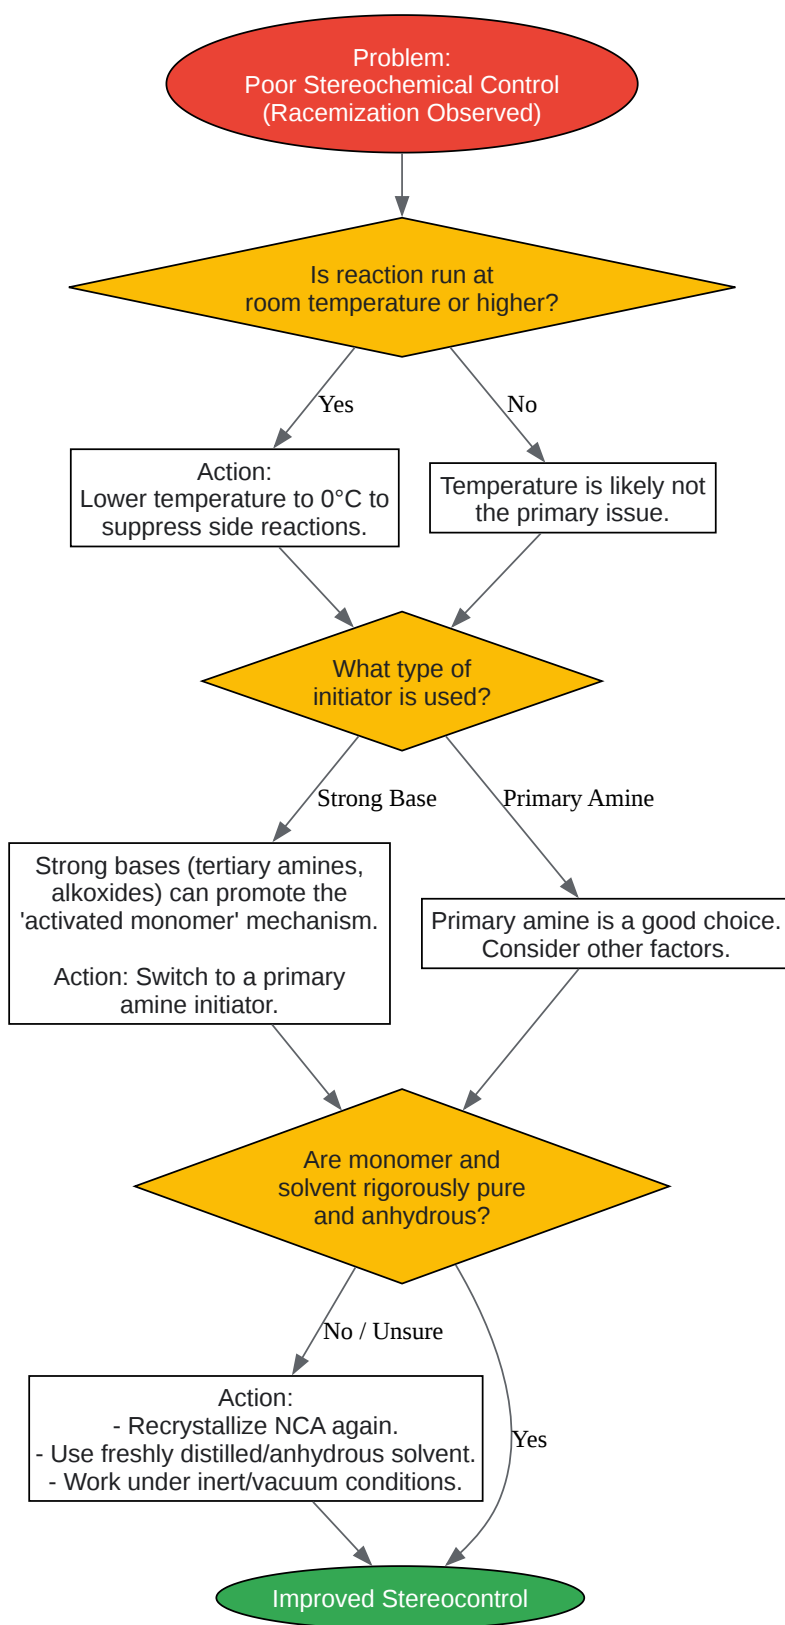 Problem:
Poor Stereochemical Control
(Racemization Observed)
Is reaction run at
room temperature or higher?
Yes
No
Action:
Lower temperature to 0°C to
suppress side reactions.
Temperature is likely not
the primary issue.
What type of
initiator is used?
Strong Base
Primary Amine
Strong bases (tertiary amines,
alkoxides) can promote the
'activated monomer' mechanism.
Action: Switch to a primary
amine initiator.
Primary amine is a good choice.
Consider other factors.
Are monomer and
solvent rigorously pure
and anhydrous?
No / Unsure
Yes
Action:
- Recrystallize NCA again.
- Use freshly distilled/anhydrous solvent.
- Work under inert/vacuum conditions.
Improved Stereocontrol